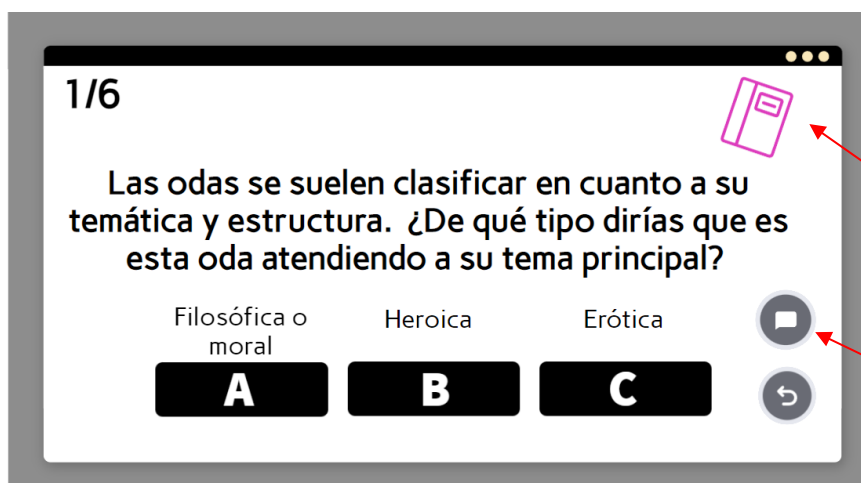 1/6
Las odas se suelen clasificar en cuanto a su
temática y estructura. ¿De qué tipo dirías que es
esta oda atendiendo a su tema principal?
Filosófica o
moral
Heroica
Erótica
A
B
C